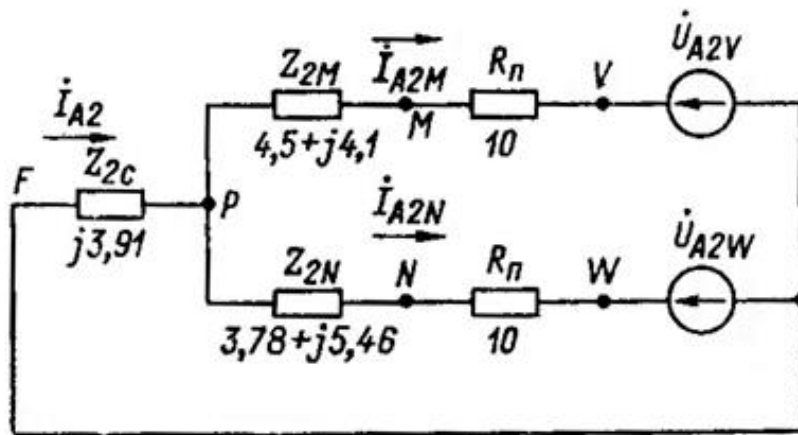 Z₂M İA2M Rп V U̇A2V
İA2 M
Z₂c 4,5+j4,1 10
F P
j3,91 İA2N
Z₂N N Rп W U̇A2W
3,78+j5,46 10